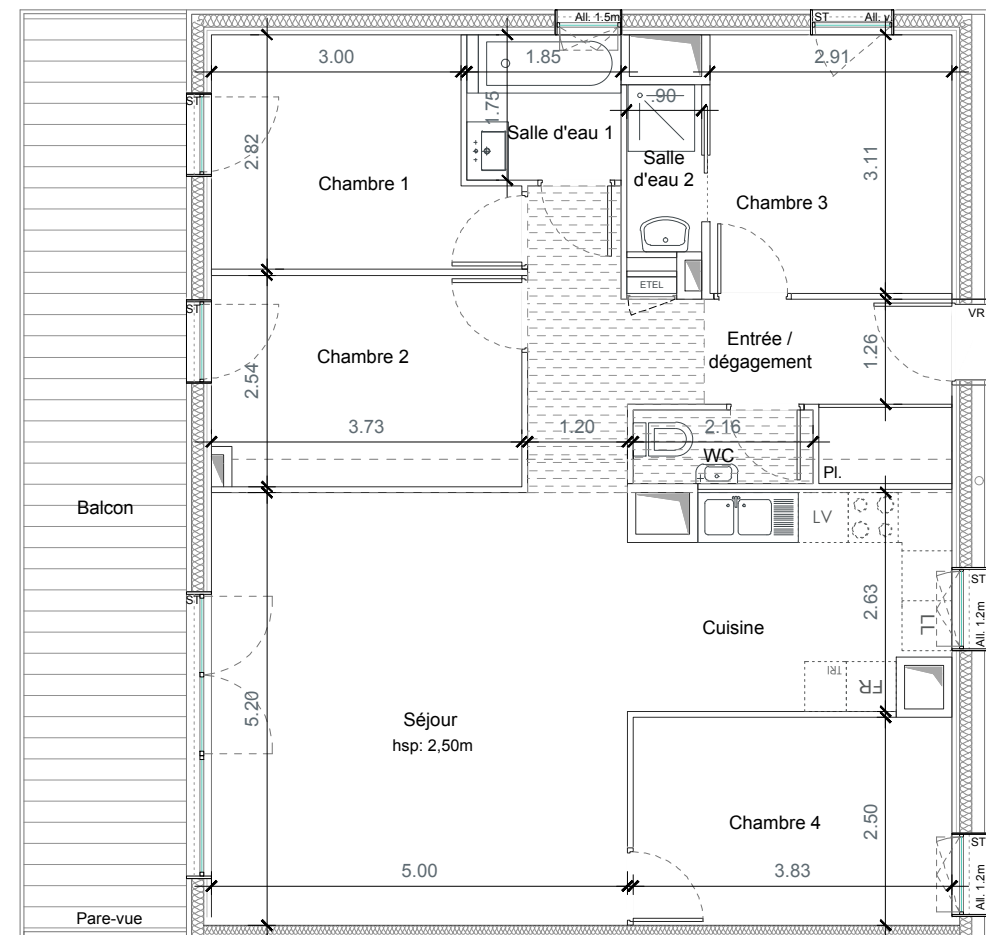 All. 1.5m
ST
All. v
3.00
1.85
2.91
ST
1.75
.90
2.82
Salle d'eau 1
Salle
d'eau 2
3.11
Chambre 1
Chambre 3
ETEL
ST
VR
Chambre 2
Entrée /
dégagement
1.26
2.54
3.73
1.20
2.16
WC
Pl.
Balcon
LV
ST
ST
All. 1.2m
2.63
LL
Cuisine
TRI
FR
5.20
Séjour
hsp: 2,50m
Chambre 4
2.50
ST
All. 1.2m
5.00
3.83
Pare-vue